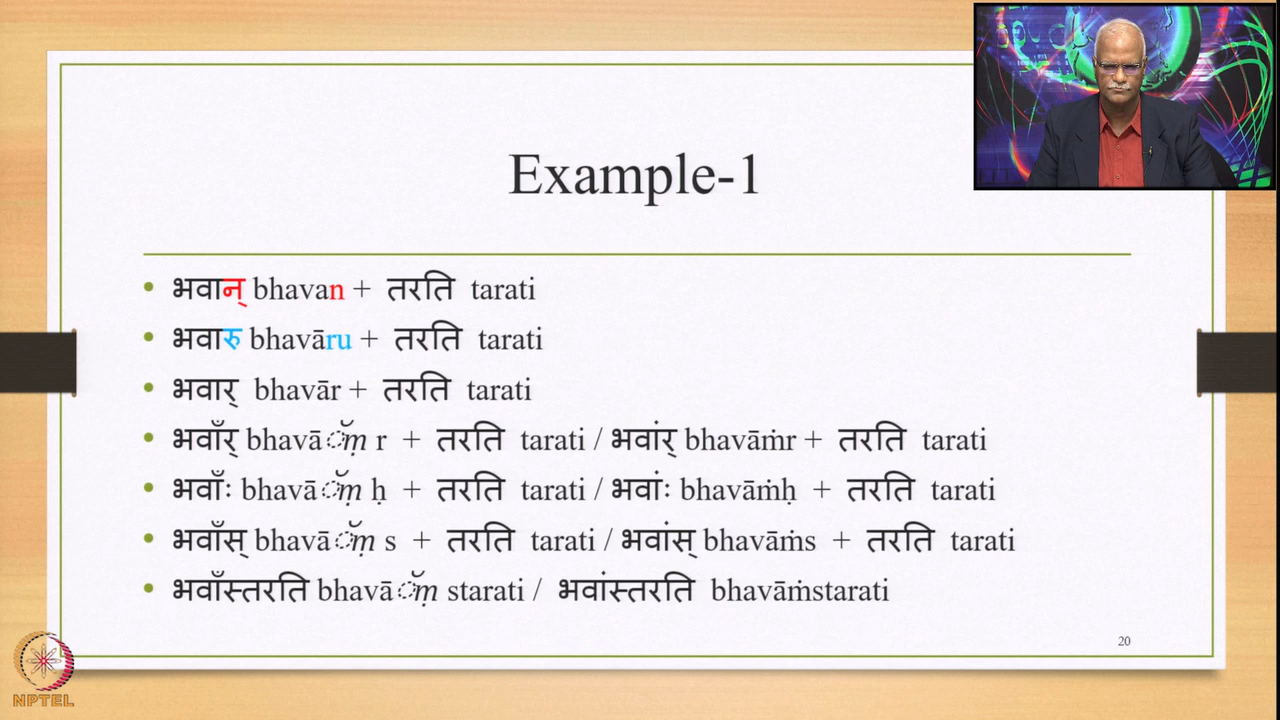 Example-1
• भवान् bhavan + तरति tarati
• भवारु bhavāru + तरति tarati
• भवार् bhavār + तरति tarati
• भवाँर् bhavā ँṃ r + तरति tarati / भवांर् bhavāṁr + तरति tarati
• भवाँः bhavā ँṃ ḥ + तरति tarati / भवांः bhavāṁḥ + तरति tarati
• भवाँस् bhavā ँṃ s + तरति tarati / भवांस् bhavāṁs + तरति tarati
• भवाँस्तरति bhavā ँṃ starati / भवांस्तरति bhavāṁstarati
20
NPTEL